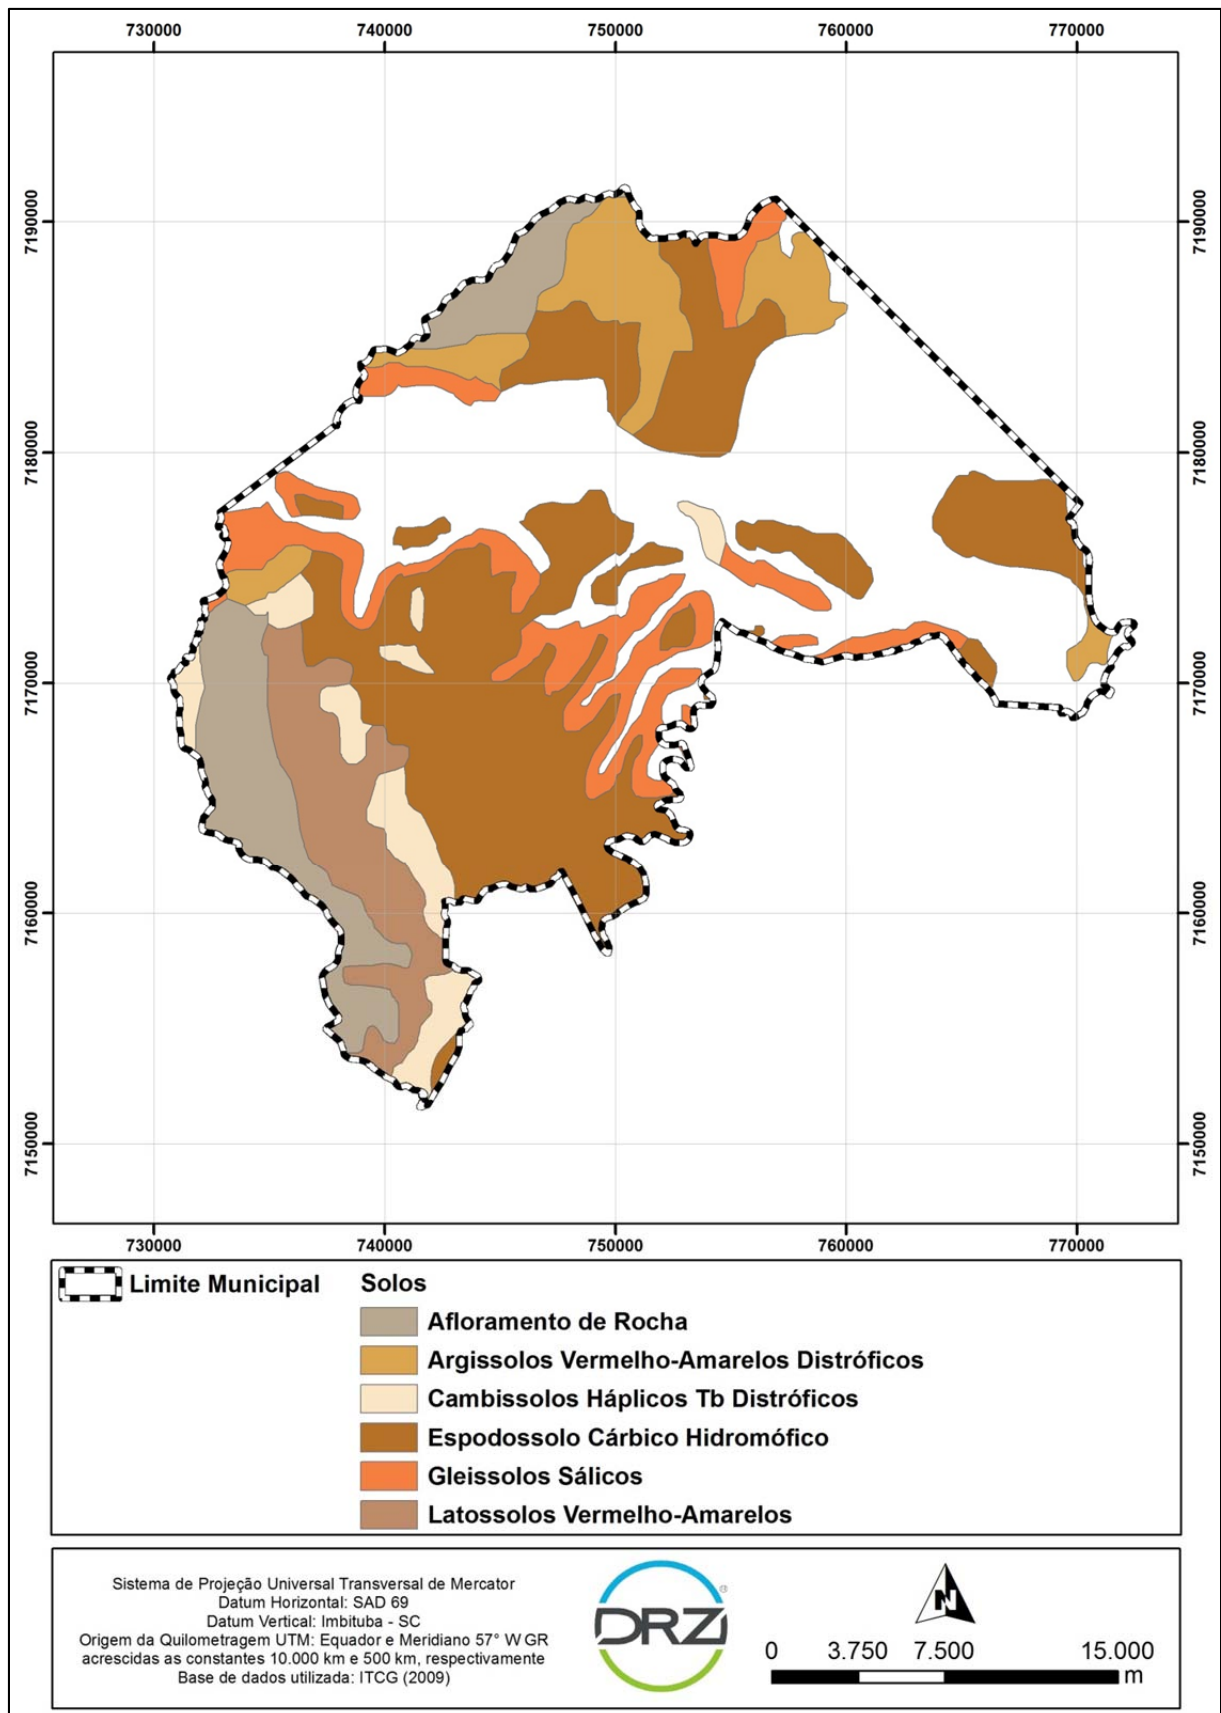 730000 740000 750000 760000 770000
7190000 7190000
7180000 7180000
7170000 7170000
7160000 7160000
7150000 7150000
730000 740000 750000 760000 770000
Limite Municipal
Solos
Afloramento de Rocha
Argissolos Vermelho-Amarelos Distróficos
Cambissolos Háplicos Tb Distróficos
Espodossolo Cárbico Hidromófico
Gleissolos Sálicos
Latossolos Vermelho-Amarelos
Sistema de Projeção Universal Transversal de Mercator
Datum Horizontal: SAD 69
Datum Vertical: Imbituba - SC
Origem da Quilometragem UTM: Equador e Meridiano 57° W GR
acrescidas as constantes 10.000 km e 500 km, respectivamente
Base de dados utilizada: ITCG (2009)
DRZ ®
N
0 3.750 7.500 15.000
m